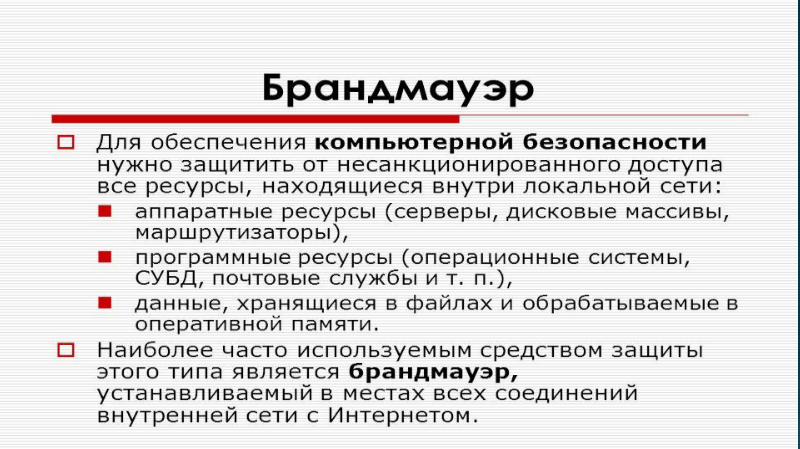 Брандмауэр
Для обеспечения компьютерной безопасности
нужно защитить от несанкционированного доступа
все ресурсы, находящиеся внутри локальной сети:
аппаратные ресурсы (серверы, дисковые массивы,
маршрутизаторы),
программные ресурсы (операционные системы,
СУБД, почтовые службы и т. п.),
данные, хранящиеся в файлах и обрабатываемые в
оперативной памяти.
Наиболее часто используемым средством защиты
этого типа является брандмауэр,
устанавливаемый в местах всех соединений
внутренней сети с Интернетом.